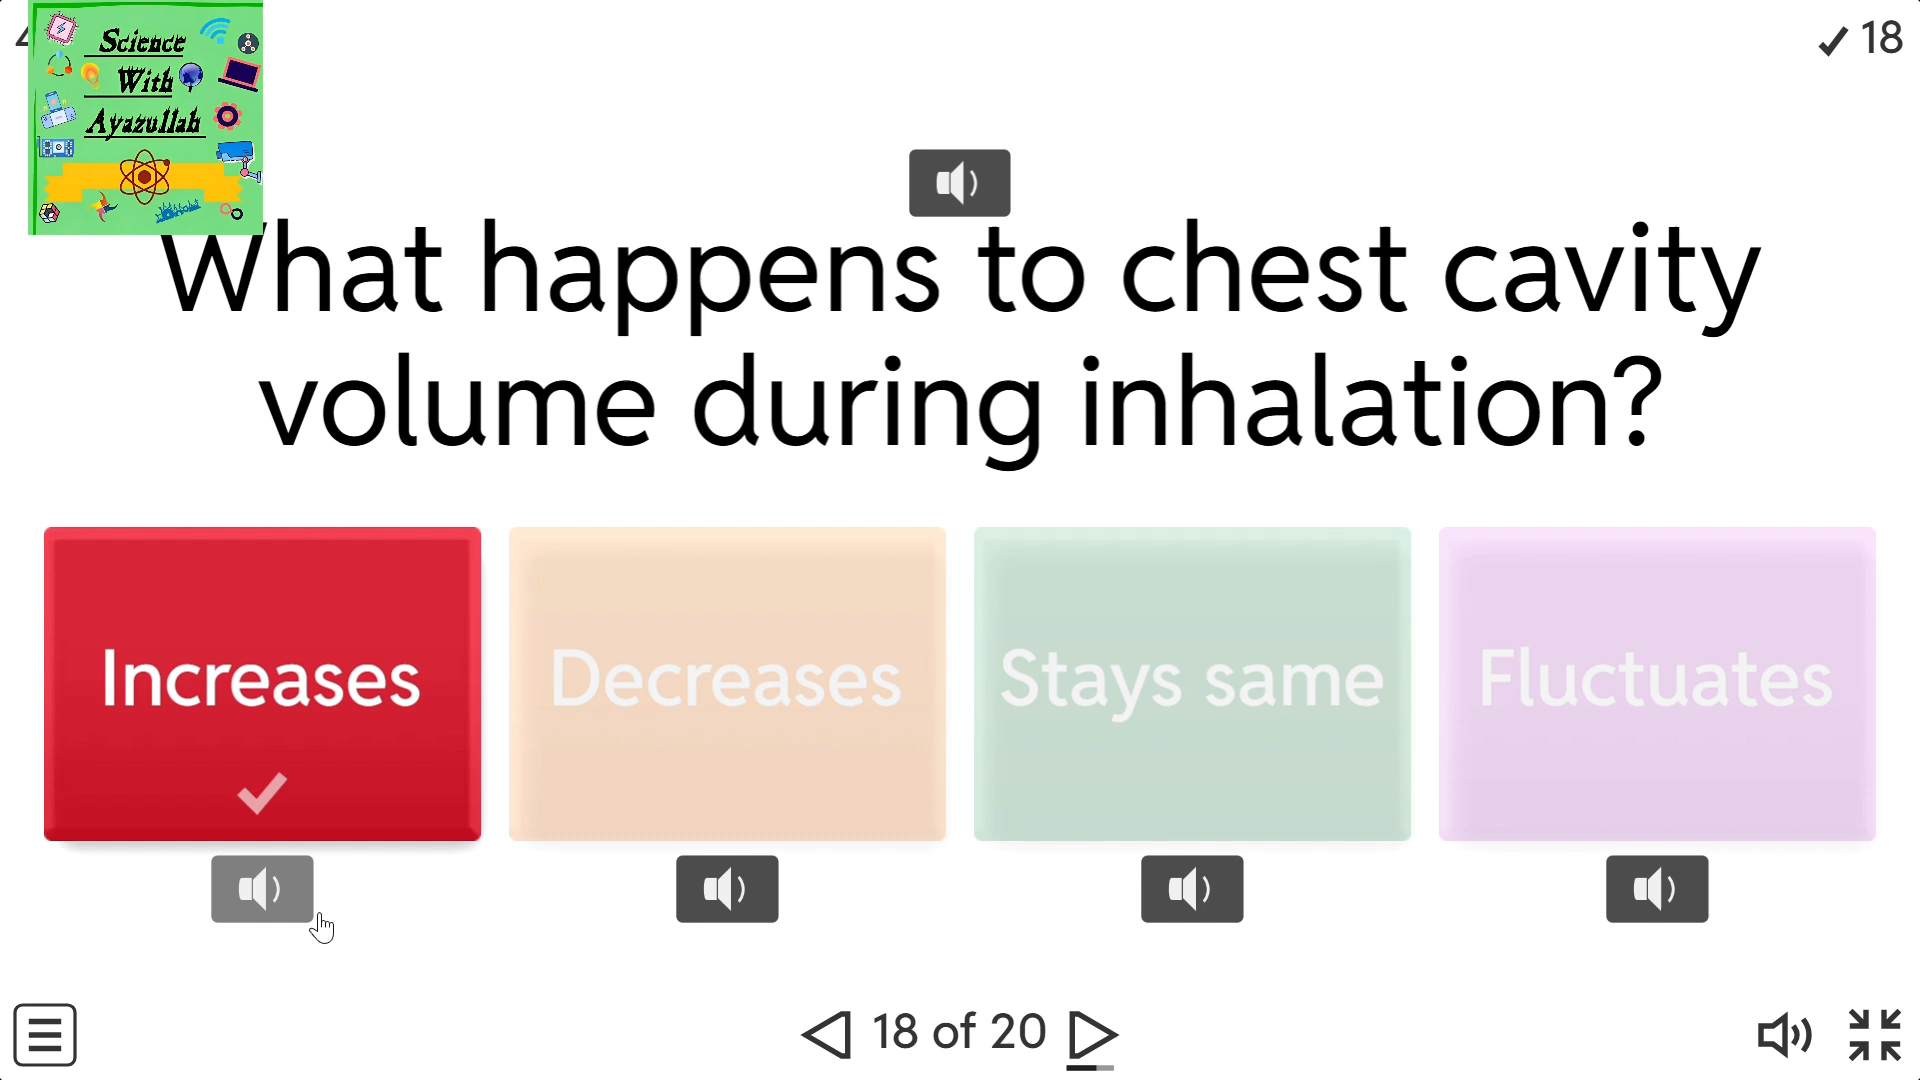 Science
With
Ayazullah
18
What happens to chest cavity
volume during inhalation?
Increases
Decreases
Stays same
Fluctuates
18 of 20